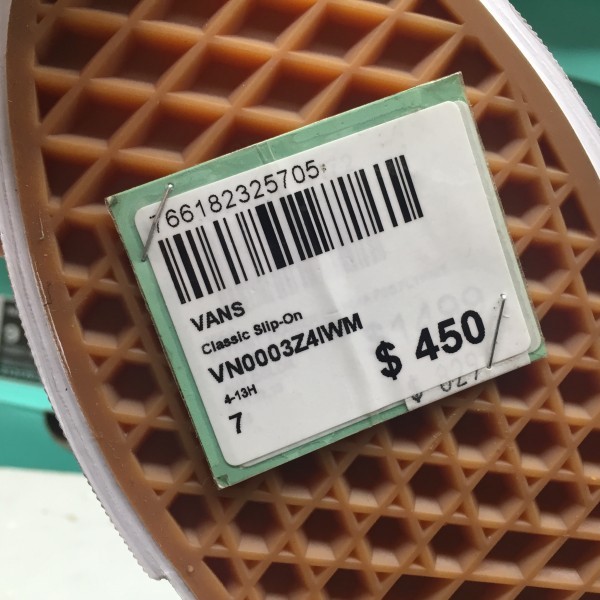 766182325705
VANS
Classic Slip-On
VN0003Z4IWM
$ 450
4-13H
7